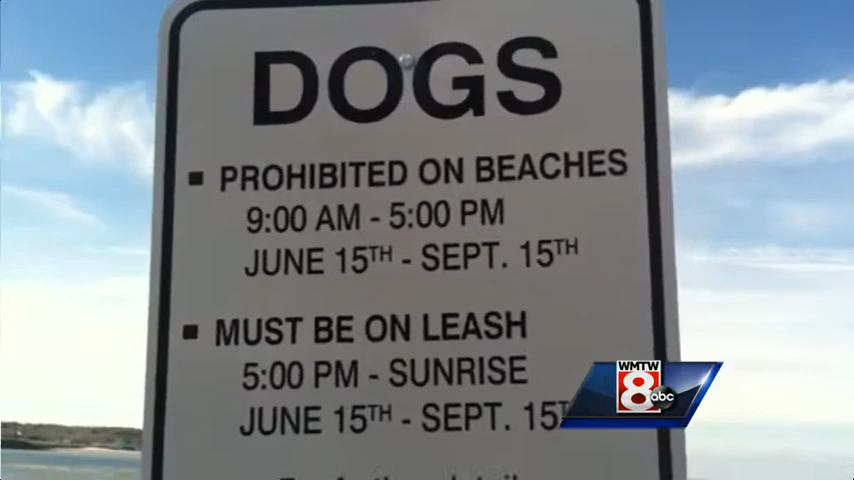 DOGS
▪ PROHIBITED ON BEACHES
9:00 AM - 5:00 PM
JUNE 15TH - SEPT. 15TH
▪ MUST BE ON LEASH
5:00 PM - SUNRISE
JUNE 15TH - SEPT. 15T
WMTW
8
abc